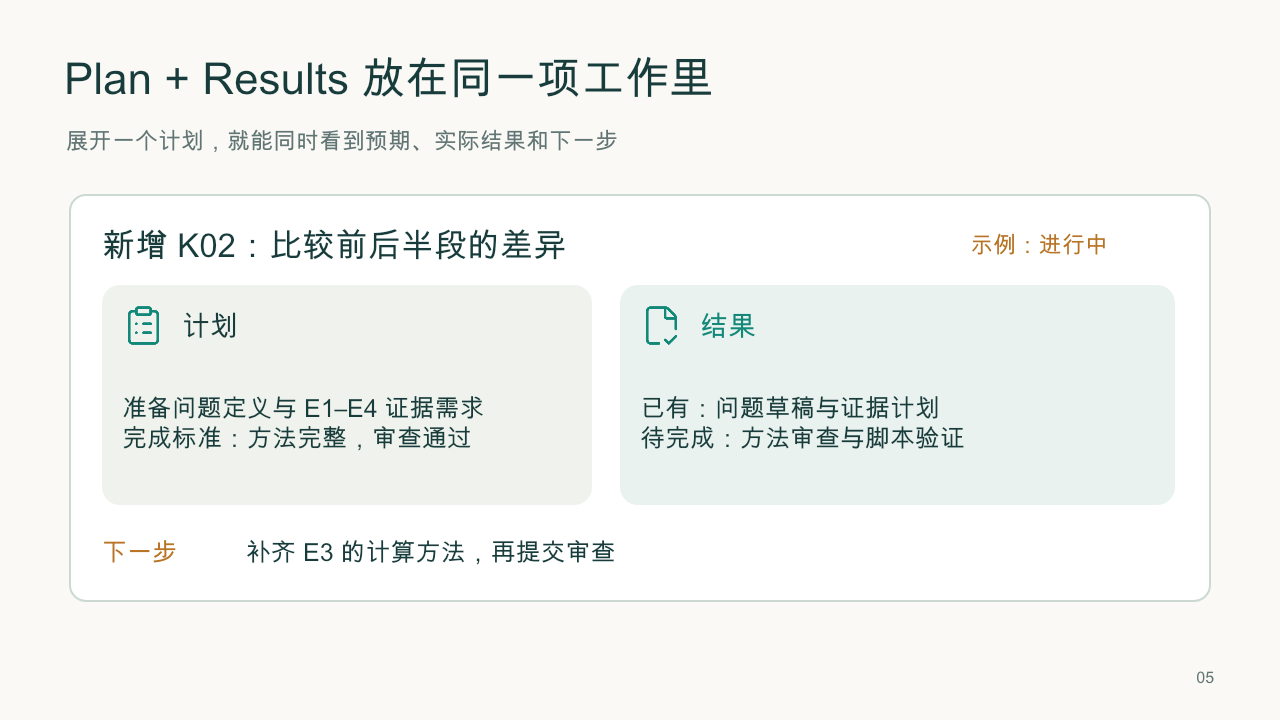 Plan + Results 放在同一项工作里
展开一个计划，就能同时看到预期、实际结果和下一步
新增 K02：比较前后半段的差异
示例：进行中
计划
准备问题定义与 E1–E4 证据需求
完成标准：方法完整，审查通过
结果
已有：问题草稿与证据计划
待完成：方法审查与脚本验证
下一步
补齐 E3 的计算方法，再提交审查
05